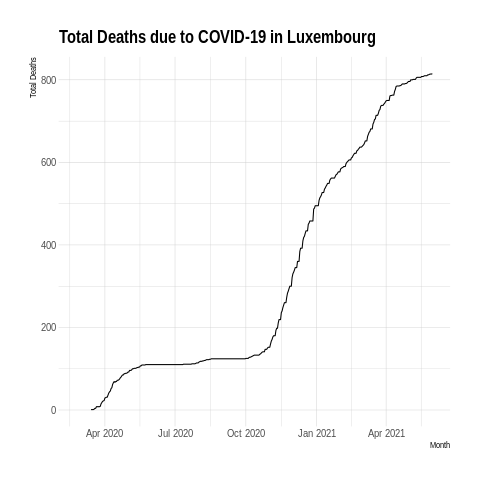 Total Deaths due to COVID-19 in Luxembourg
Total Deaths
800
600
400
200
0
Apr 2020 Jul 2020 Oct 2020 Jan 2021 Apr 2021
Month